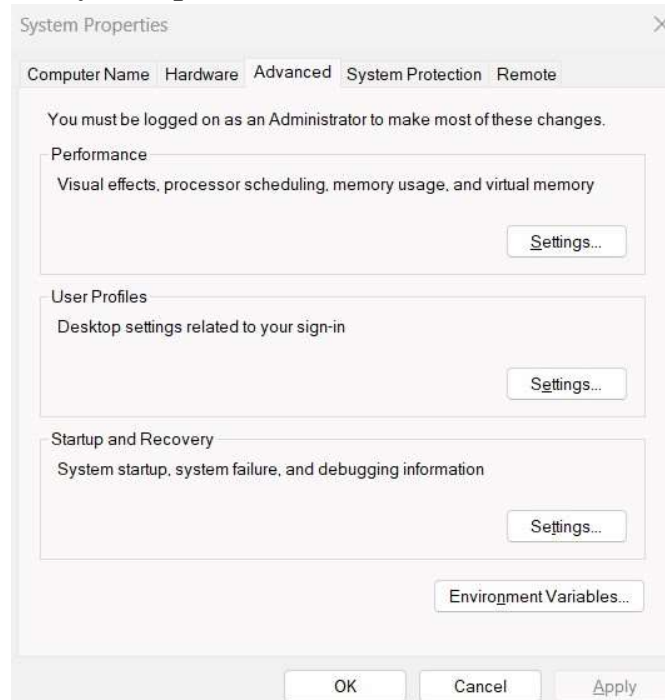 System Properties
Computer Name Hardware Advanced System Protection Remote
You must be logged on as an Administrator to make most of these changes.
Performance
Visual effects, processor scheduling, memory usage, and virtual memory
Settings...
User Profiles
Desktop settings related to your sign-in
Settings...
Startup and Recovery
System startup, system failure, and debugging information
Settings...
Environment Variables...
OK Cancel Apply